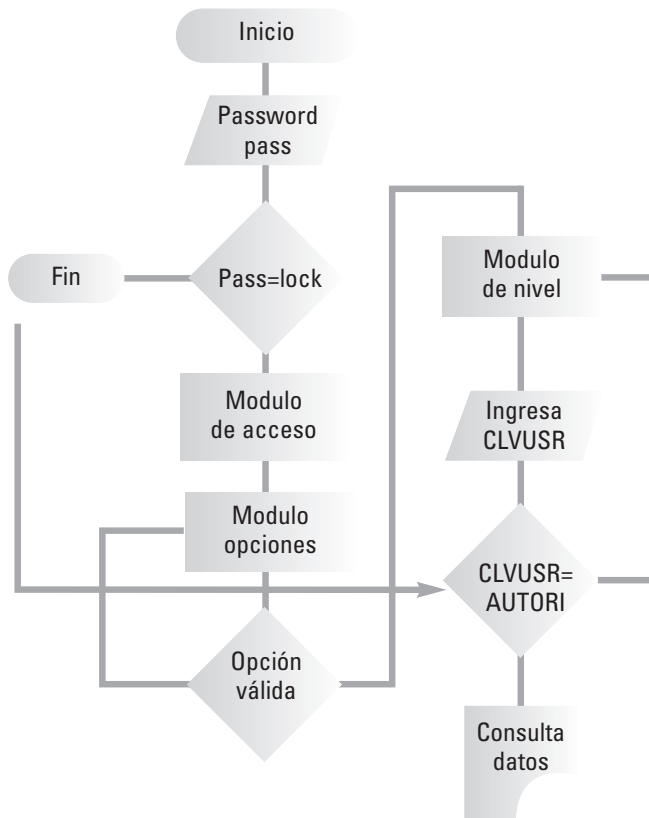 Inicio
Password
pass
Fin
Pass=lock
Modulo
de acceso
Modulo
opciones
Opción
válida
Modulo
de nivel
Ingresa
CLVUSR
CLVUSR=
AUTORI
Consulta
datos